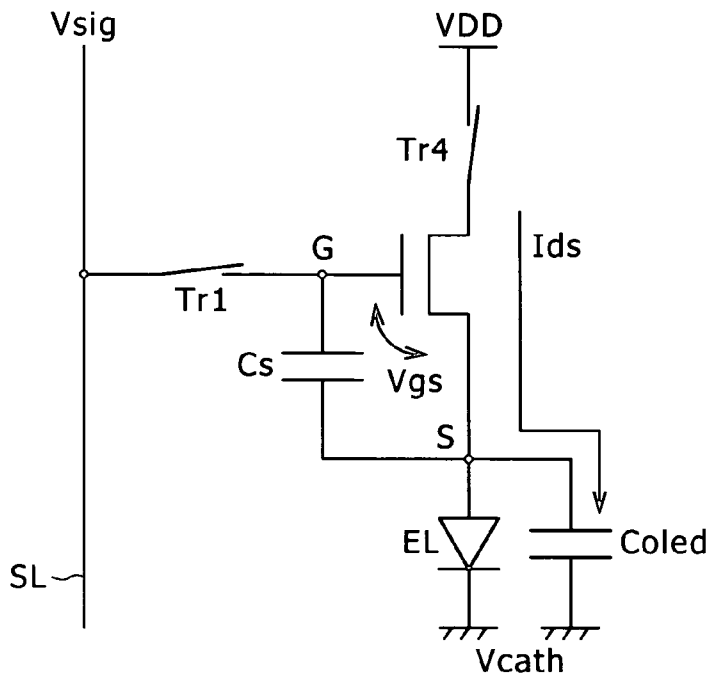 Vsig
VDD
Tr4
G
Ids
Tr1
Cs
Vgs
S
EL
Coled
SL
Vcath